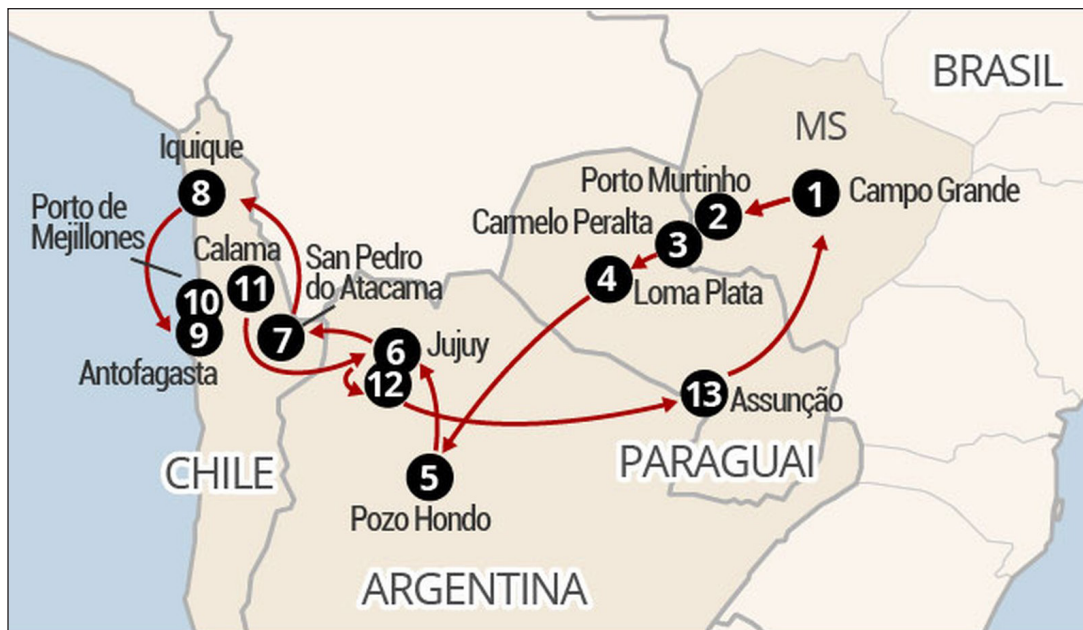 BRASIL
MS
Iquique
8
Porto Murtinho
1
Campo Grande
2
Porto de
Mejillones
Carmelo Peralta
3
Calama
San Pedro
do Atacama
11
4
Loma Plata
10
9
7
6
Jujuy
Antofagasta
12
13
Assunção
CHILE
PARAGUAI
5
Pozo Hondo
ARGENTINA